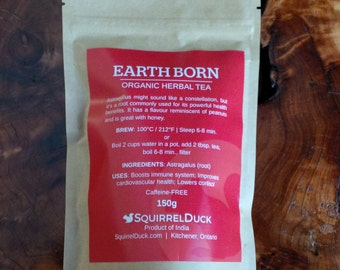 EARTH BORN
ORGANIC HERBAL TEA
Astragalus might sound like a constellation, but
it's a root commonly used for its powerful health
benefits. It has a flavour reminiscent of peanuts
and is great with honey.
BREW: 100°C / 212°F | Steep 6-8 min.
or
Boil 2 cups water in a pot, add 2 tbsp. tea,
boil 6-8 min., filter
INGREDIENTS: Astragalus (root)
USES: Boosts immune system; Improves
cardiovascular health; Lowers cortisol
Caffeine-FREE
150g
SQUIRRELDUCK
Product of India
SquirrelDuck.com | Kitchener, Ontario